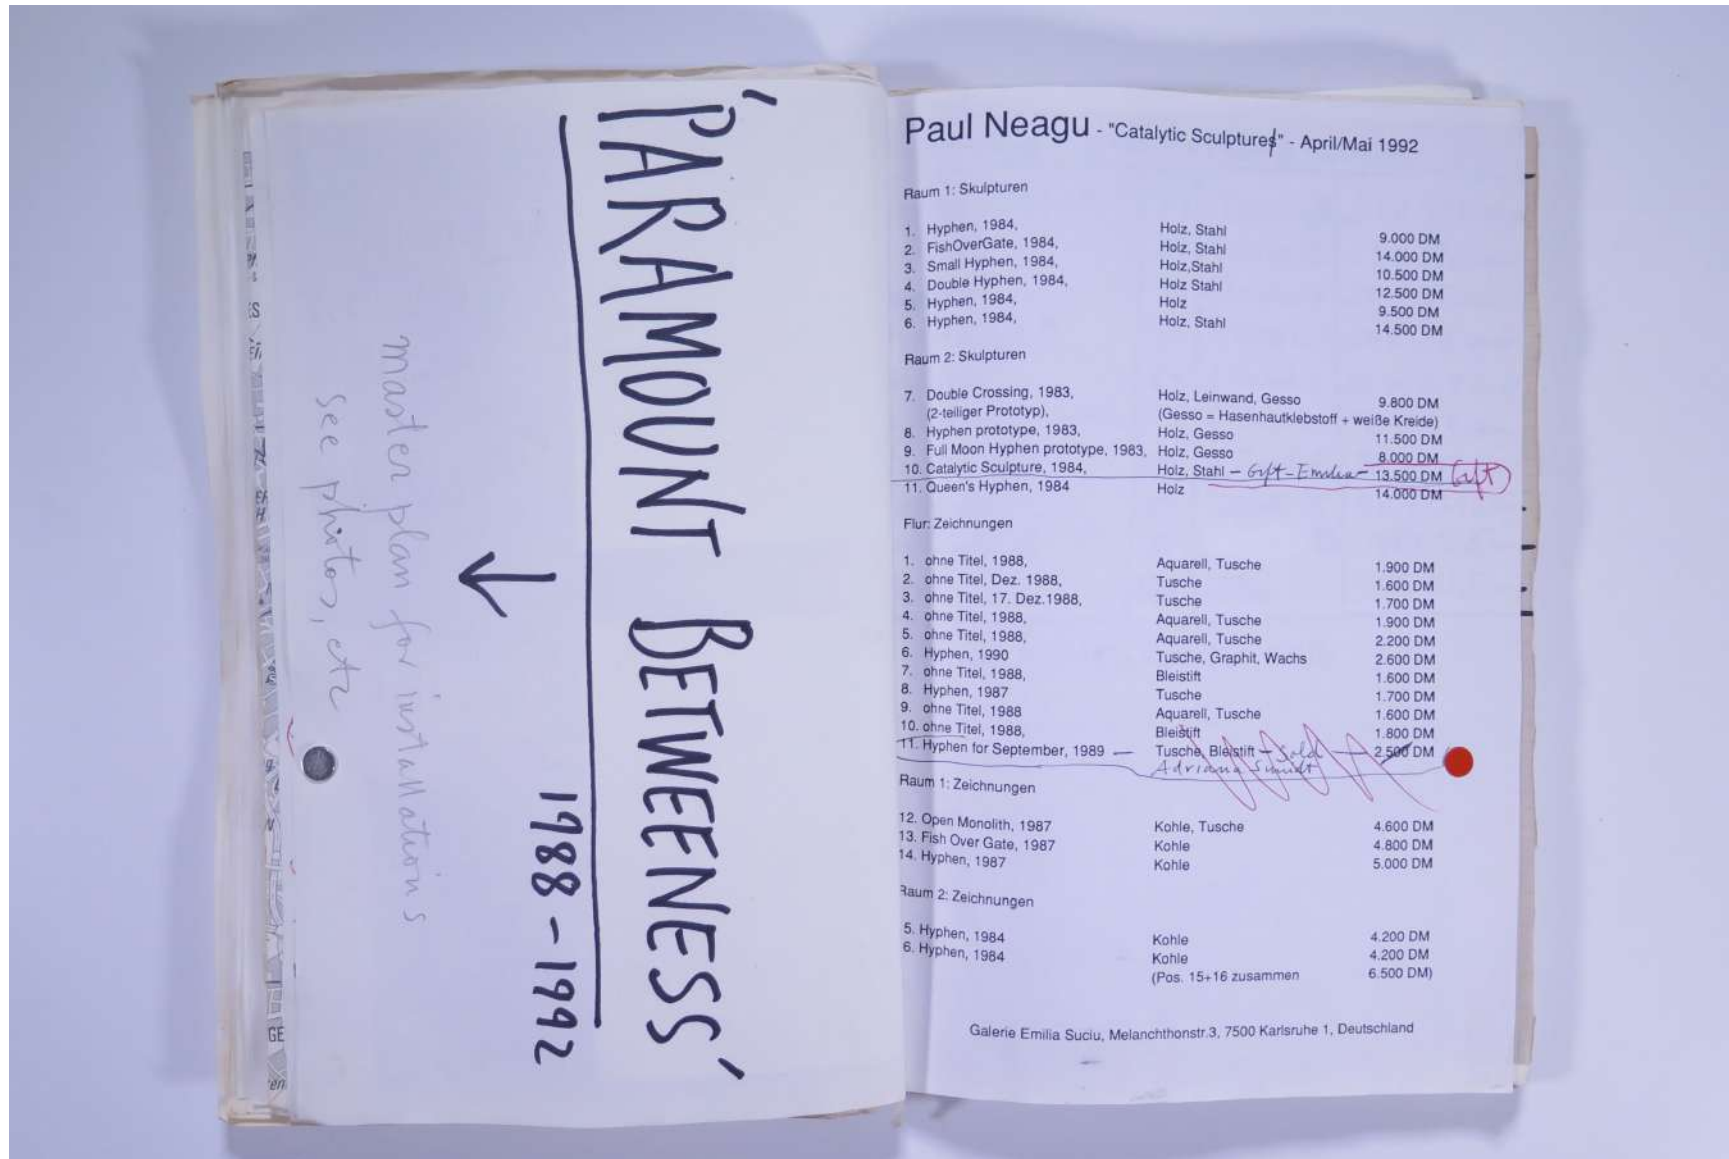 'PARAMOUNT BETWEENESS'
1988 - 1992
master plan for installations
see photos, etc
ES
GE
Paul Neagu - "Catalytic Sculptures" - April/Mai 1992
Raum 1: Skulpturen
1. Hyphen, 1984, Holz, Stahl 9.000 DM
2. FishOverGate, 1984, Holz, Stahl 14.000 DM
3. Small Hyphen, 1984, Holz,Stahl 10.500 DM
4. Double Hyphen, 1984, Holz Stahl 12.500 DM
5. Hyphen, 1984, Holz 9.500 DM
6. Hyphen, 1984, Holz, Stahl 14.500 DM
Raum 2: Skulpturen
7. Double Crossing, 1983, Holz, Leinwand, Gesso 9.800 DM
(2-teiliger Prototyp), (Gesso = Hasenhautklebstoff + weiße Kreide)
8. Hyphen prototype, 1983, Holz, Gesso 11.500 DM
9. Full Moon Hyphen prototype, 1983, Holz, Gesso 8.000 DM
10. Catalytic Sculpture, 1984, Holz, Stahl - Gift - Emilia - 13.500 DM (Gift)
11. Queen's Hyphen, 1984 Holz 14.000 DM
Flur: Zeichnungen
1. ohne Titel, 1988, Aquarell, Tusche 1.900 DM
2. ohne Titel, Dez. 1988, Tusche 1.600 DM
3. ohne Titel, 17. Dez.1988, Tusche 1.700 DM
4. ohne Titel, 1988, Aquarell, Tusche 1.900 DM
5. ohne Titel, 1988, Aquarell, Tusche 2.200 DM
6. Hyphen, 1990 Tusche, Graphit, Wachs 2.600 DM
7. ohne Titel, 1988, Bleistift 1.600 DM
8. Hyphen, 1987 Tusche 1.700 DM
9. ohne Titel, 1988 Aquarell, Tusche 1.600 DM
10. ohne Titel, 1988, Bleistift 1.800 DM
11. Hyphen for September, 1989 — Tusche, Bleistift — Sold — 2.500 DM
Adriana Smidt
Raum 1: Zeichnungen
12. Open Monolith, 1987 Kohle, Tusche 4.600 DM
13. Fish Over Gate, 1987 Kohle 4.800 DM
14. Hyphen, 1987 Kohle 5.000 DM
Raum 2: Zeichnungen
5. Hyphen, 1984 Kohle 4.200 DM
6. Hyphen, 1984 Kohle 4.200 DM
(Pos. 15+16 zusammen 6.500 DM)
Galerie Emilia Suciu, Melanchthonstr.3, 7500 Karlsruhe 1, Deutschland